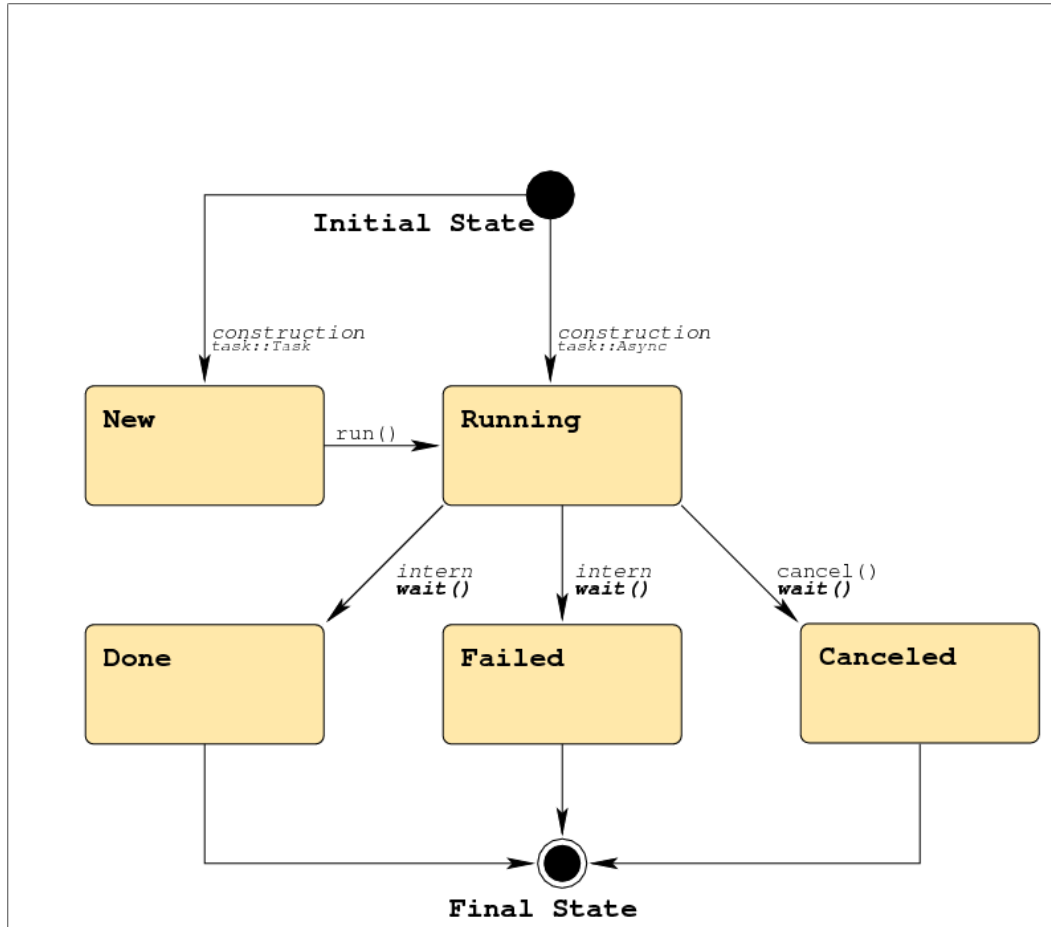 Initial State
construction
task::Task
construction
task::Async
New
run()
Running
intern
wait()
intern
wait()
cancel()
wait()
Done
Failed
Canceled
Final State